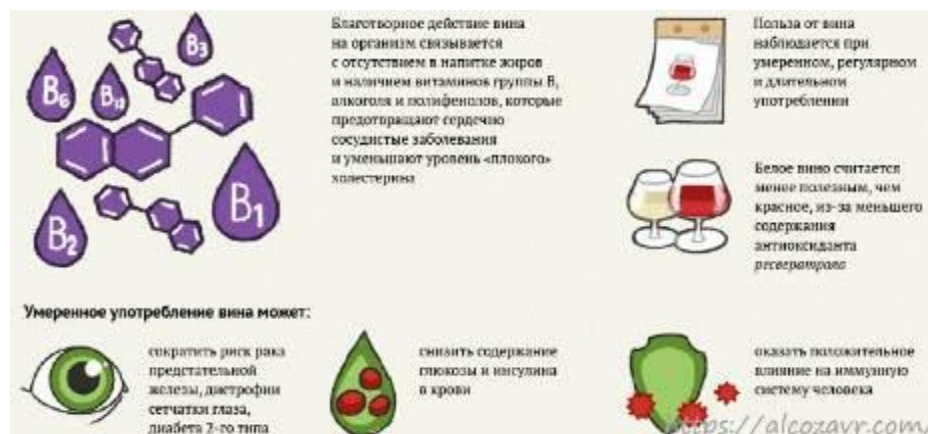 B₃
B₆
B₁₂
B₂
B₁
Благотворное действие вина
на организм связывается
с отсутствием в напитке жиров
и наличием витаминов группы В,
алкоголя и полифенолов, которые
предотвращают сердечно
сосудистые заболевания
и уменьшают уровень «плохого»
холестерина
Польза от вина
наблюдается при
умеренном, регулярном
и длительном
употреблении
Белое вино считается
менее полезным, чем
красное, из-за меньшего
содержания
антиоксиданта
ресвератрола
Умеренное употребление вина может:
сократить риск рака
предстательной
железы, дистрофии
сетчатки глаза,
диабета 2-го типа
снизить содержание
глюкозы и инсулина
в крови
оказать положительное
влияние на иммунную
систему человека
https://alcozavr.com/